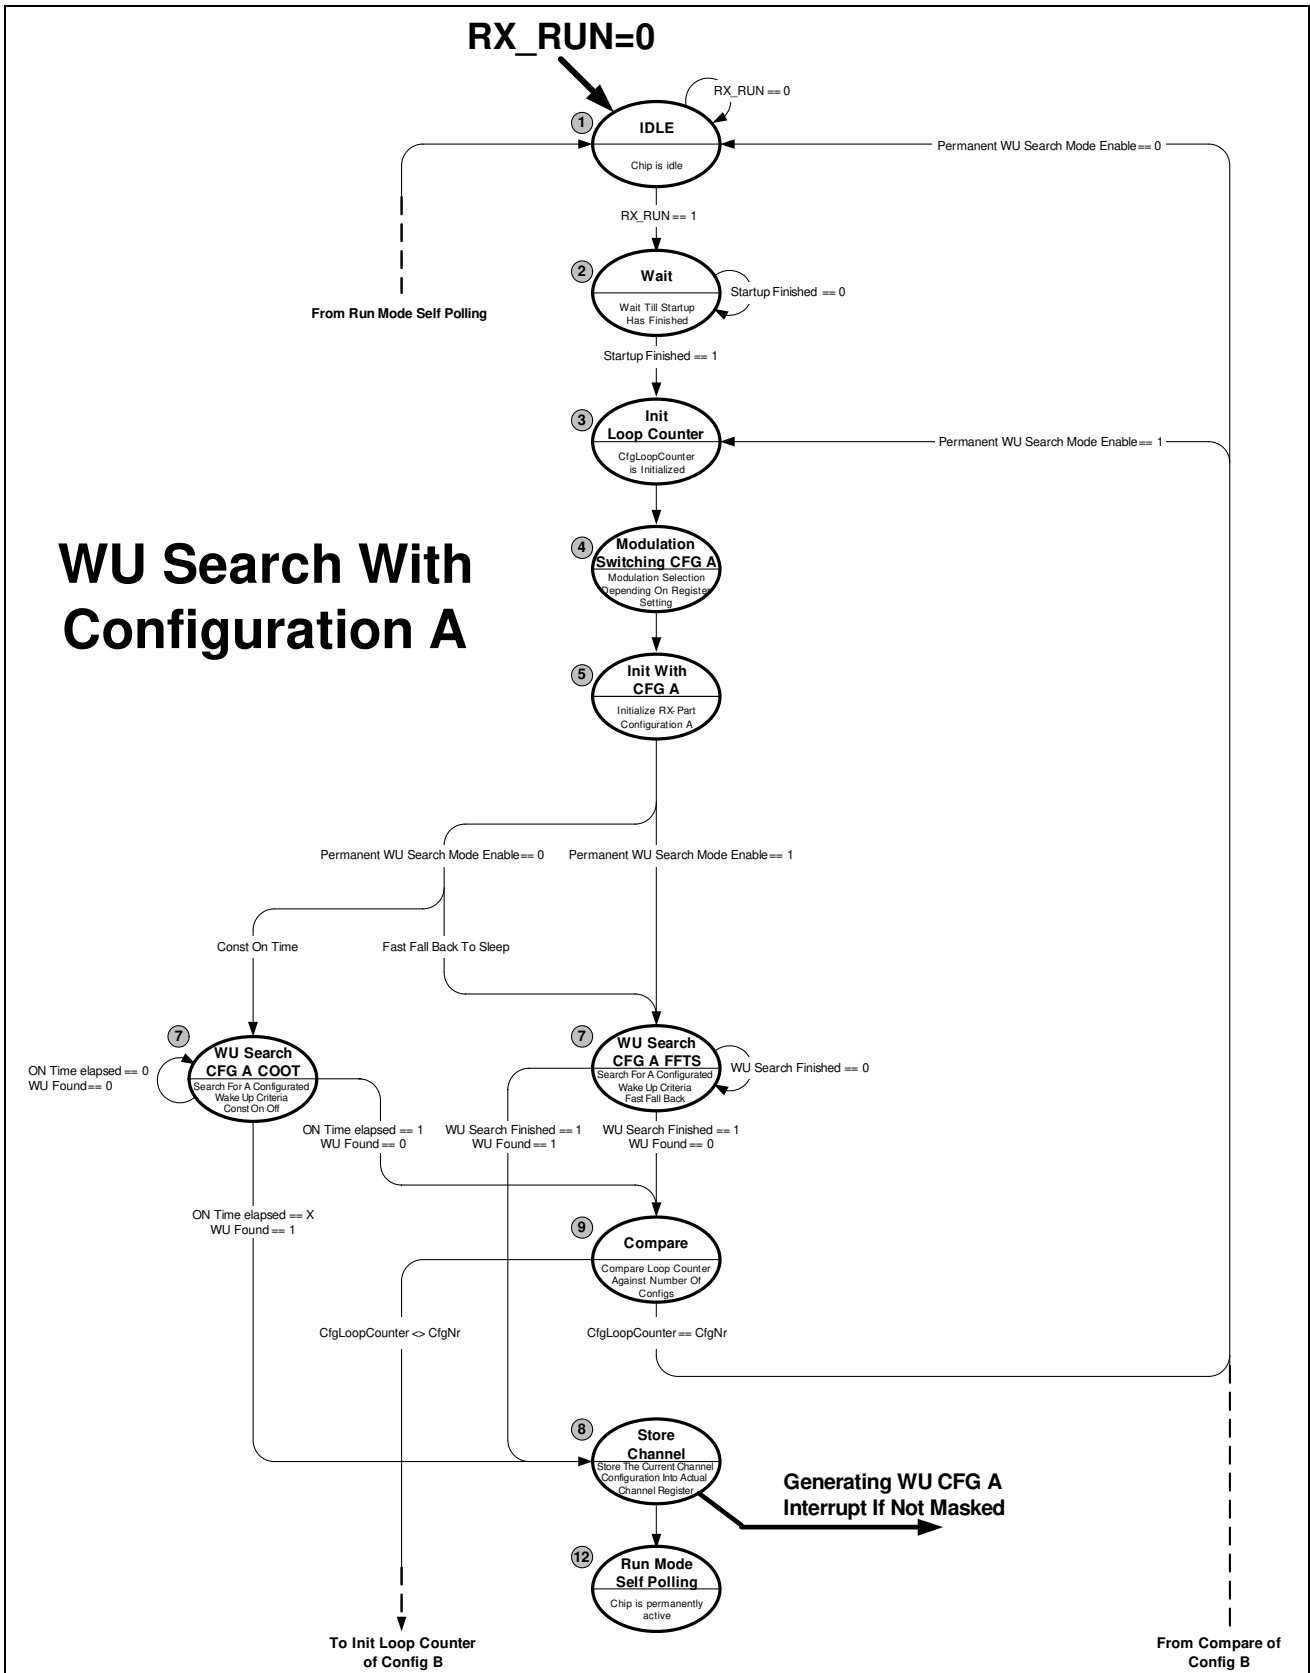 RX_RUN=0
RX_RUN == 0
1
IDLE
Chip is idle
Permanent WU Search Mode Enable== 0
RX_RUN == 1
2
Wait
Wait Till Startup
Has Finished
Startup Finished == 0
From Run Mode Self Polling
Startup Finished == 1
3
Init
Loop Counter
CfgLoopCounter
is Initialized
Permanent WU Search Mode Enable== 1
WU Search With
Configuration A
4
Modulation
Switching CFG A
Modulation Selection
Depending On Register
Setting
5
Init With
CFG A
Initialize RX-Part
Configuration A
Permanent WU Search Mode Enable== 0
Permanent WU Search Mode Enable== 1
Const On Time
Fast Fall Back To Sleep
7
WU Search
CFG A COOT
Search For A Configurated
Wake Up Criteria
Const On Off
ON Time elapsed == 0
WU Found== 0
7
WU Search
CFG A FFTS
Search For A Configurated
Wake Up Criteria
Fast Fall Back
WU Search Finished == 0
ON Time elapsed == 1
WU Found == 0
WU Search Finished == 1
WU Found == 1
WU Search Finished == 1
WU Found == 0
ON Time elapsed == X
WU Found == 1
9
Compare
Compare Loop Counter
Against Number Of
Configs
CfgLoopCounter <> CfgNr
CfgLoopCounter== CfgNr
8
Store
Channel
Store The Current Channel
Configuration Into Actual
Channel Register
Generating WU CFG A
Interrupt If Not Masked
12
Run Mode
Self Polling
Chip is permanently
active
To Init Loop Counter
of Config B
From Compare of
Config B